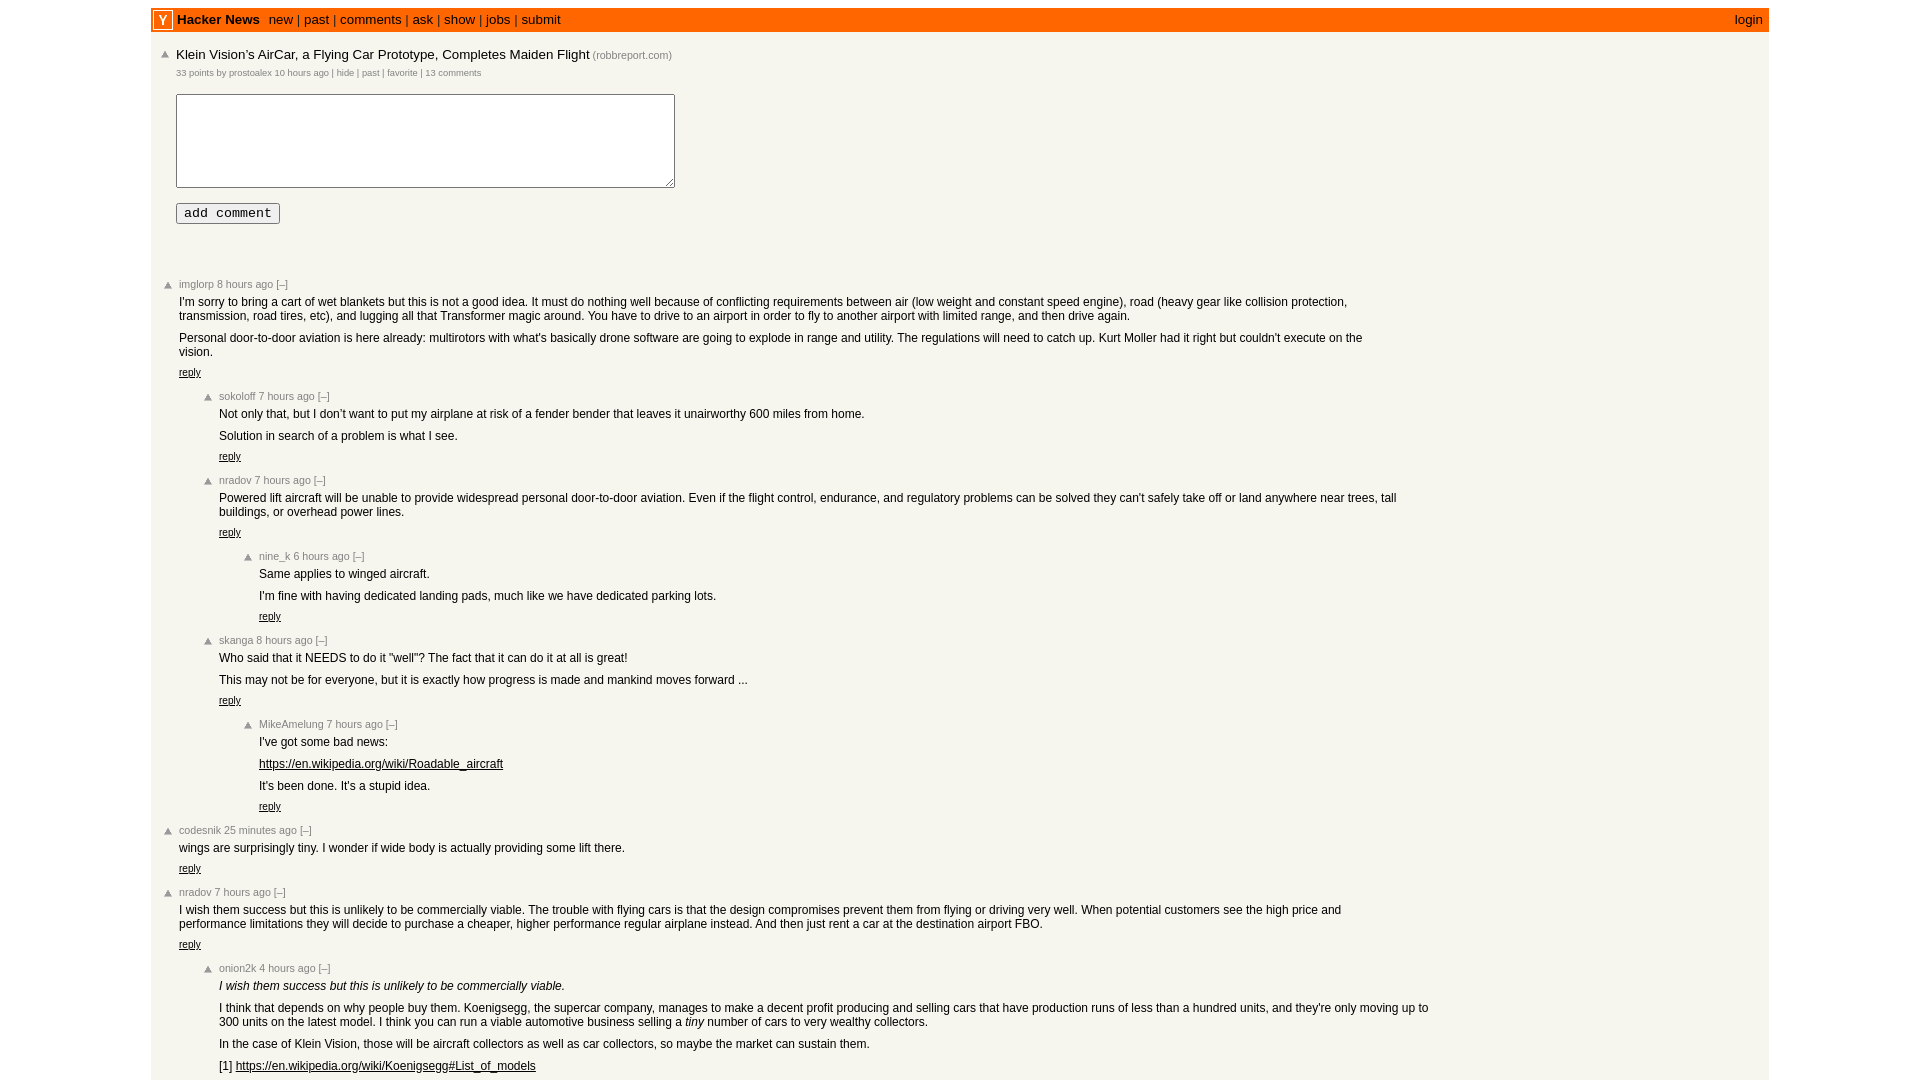 Y Hacker News new | past | comments | ask | show | jobs | submit login
Klein Vision’s AirCar, a Flying Car Prototype, Completes Maiden Flight (robbreport.com)
33 points by prostoalex 10 hours ago | hide | past | favorite | 13 comments
add comment
imglorp 8 hours ago [–]
I'm sorry to bring a cart of wet blankets but this is not a good idea. It must do nothing well because of conflicting requirements between air (low weight and constant speed engine), road (heavy gear like collision protection,
transmission, road tires, etc), and lugging all that Transformer magic around. You have to drive to an airport in order to fly to another airport with limited range, and then drive again.
Personal door-to-door aviation is here already: multirotors with what's basically drone software are going to explode in range and utility. The regulations will need to catch up. Kurt Moller had it right but couldn't execute on the
vision.
reply
sokoloff 7 hours ago [–]
Not only that, but I don’t want to put my airplane at risk of a fender bender that leaves it unairworthy 600 miles from home.
Solution in search of a problem is what I see.
reply
nradov 7 hours ago [–]
Powered lift aircraft will be unable to provide widespread personal door-to-door aviation. Even if the flight control, endurance, and regulatory problems can be solved they can't safely take off or land anywhere near trees, tall
buildings, or overhead power lines.
reply
nine_k 6 hours ago [–]
Same applies to winged aircraft.
I'm fine with having dedicated landing pads, much like we have dedicated parking lots.
reply
skanga 8 hours ago [–]
Who said that it NEEDS to do it "well"? The fact that it can do it at all is great!
This may not be for everyone, but it is exactly how progress is made and mankind moves forward ...
reply
MikeAmelung 7 hours ago [–]
I've got some bad news:
https://en.wikipedia.org/wiki/Roadable_aircraft
It's been done. It's a stupid idea.
reply
codesnik 25 minutes ago [–]
wings are surprisingly tiny. I wonder if wide body is actually providing some lift there.
reply
nradov 7 hours ago [–]
I wish them success but this is unlikely to be commercially viable. The trouble with flying cars is that the design compromises prevent them from flying or driving very well. When potential customers see the high price and
performance limitations they will decide to purchase a cheaper, higher performance regular airplane instead. And then just rent a car at the destination airport FBO.
reply
onion2k 4 hours ago [–]
I wish them success but this is unlikely to be commercially viable.
I think that depends on why people buy them. Koenigsegg, the supercar company, manages to make a decent profit producing and selling cars that have production runs of less than a hundred units, and they're only moving up to
300 units on the latest model. I think you can run a viable automotive business selling a tiny number of cars to very wealthy collectors.
In the case of Klein Vision, those will be aircraft collectors as well as car collectors, so maybe the market can sustain them.
[1] https://en.wikipedia.org/wiki/Koenigsegg#List_of_models